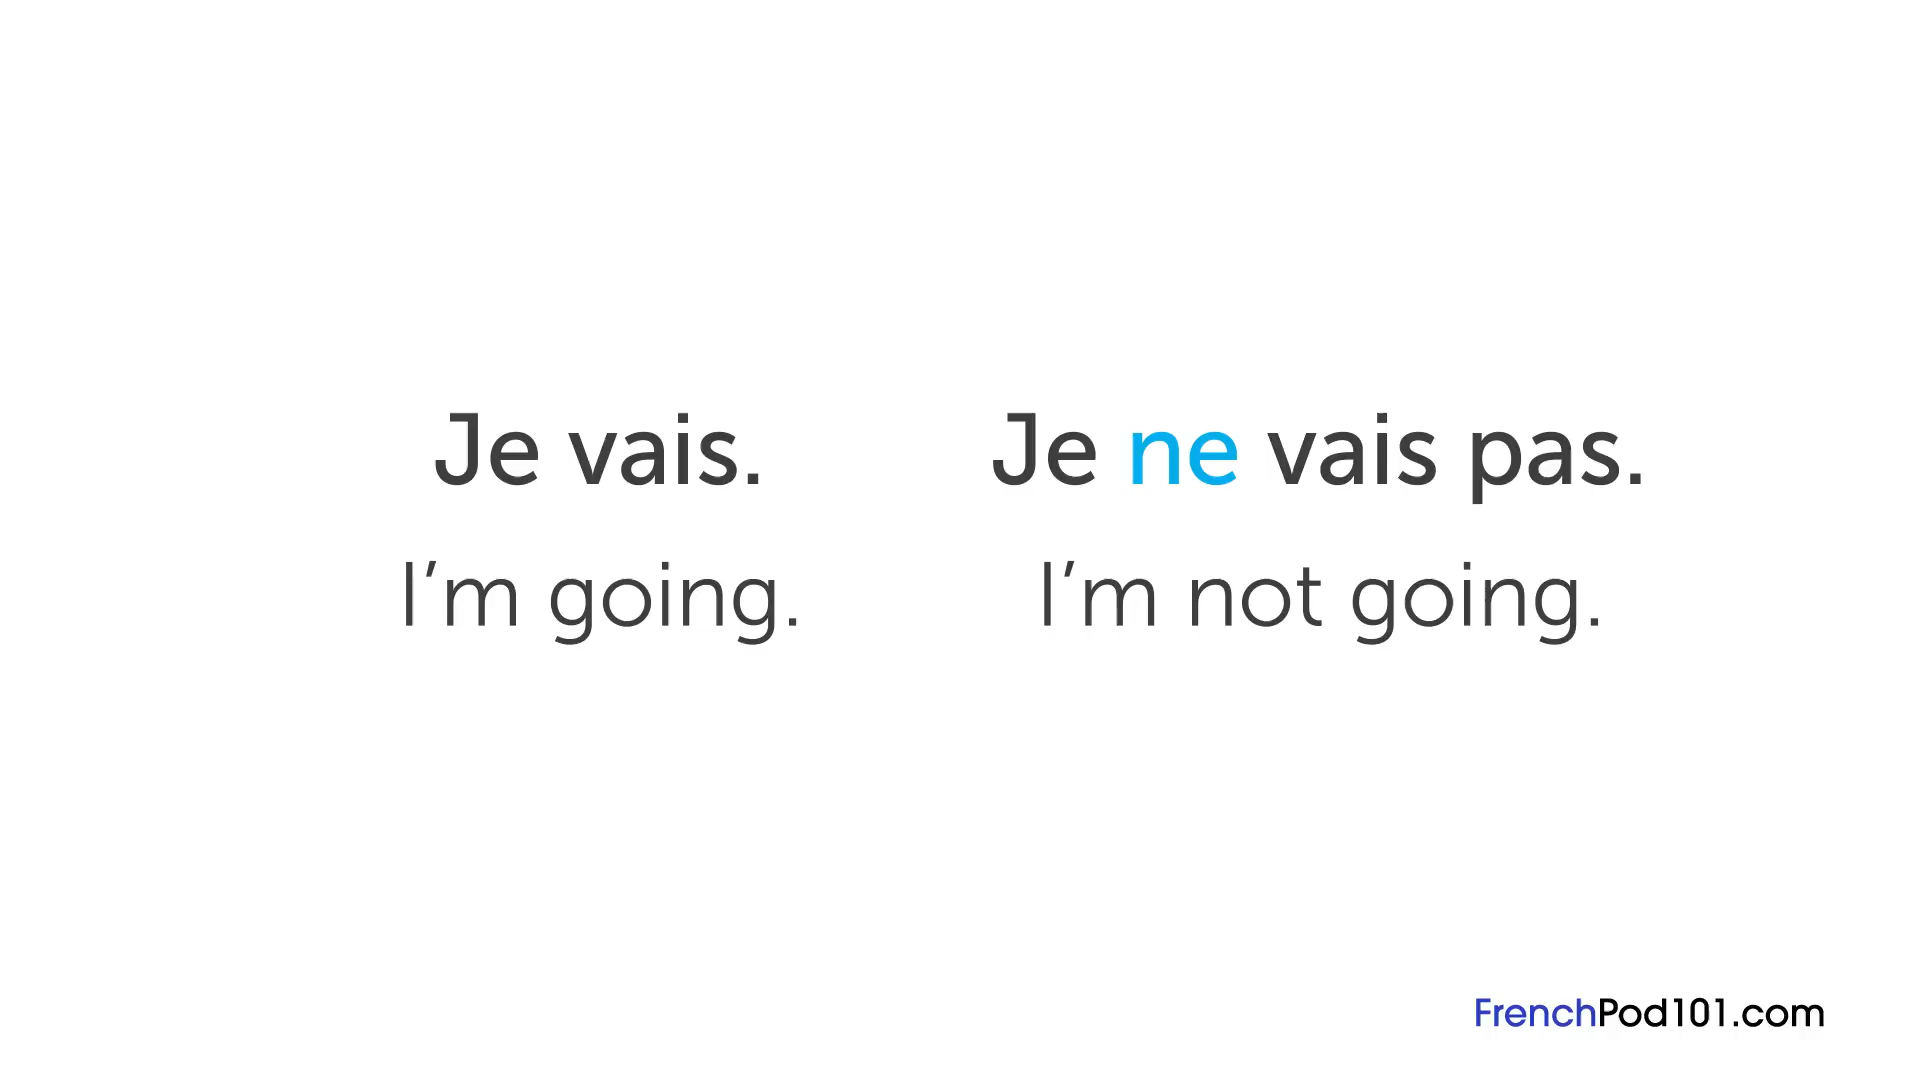 Je vais.
Je ne vais pas.
I’m going.
I’m not going.
FrenchPod101.com